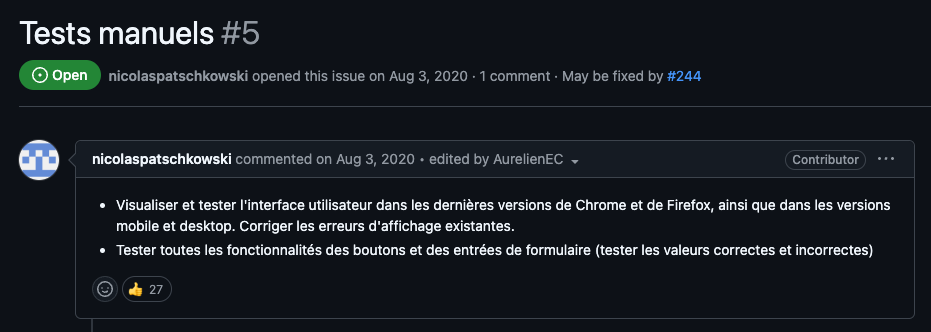 Tests manuels #5
Open nicolaspatschkowski opened this issue on Aug 3, 2020 · 1 comment · May be fixed by #244
nicolaspatschkowski commented on Aug 3, 2020 • edited by AurelienEC Contributor ...
• Visualiser et tester l'interface utilisateur dans les dernières versions de Chrome et de Firefox, ainsi que dans les versions
mobile et desktop. Corriger les erreurs d'affichage existantes.
• Tester toutes les fonctionnalités des boutons et des entrées de formulaire (tester les valeurs correctes et incorrectes)
👍 27